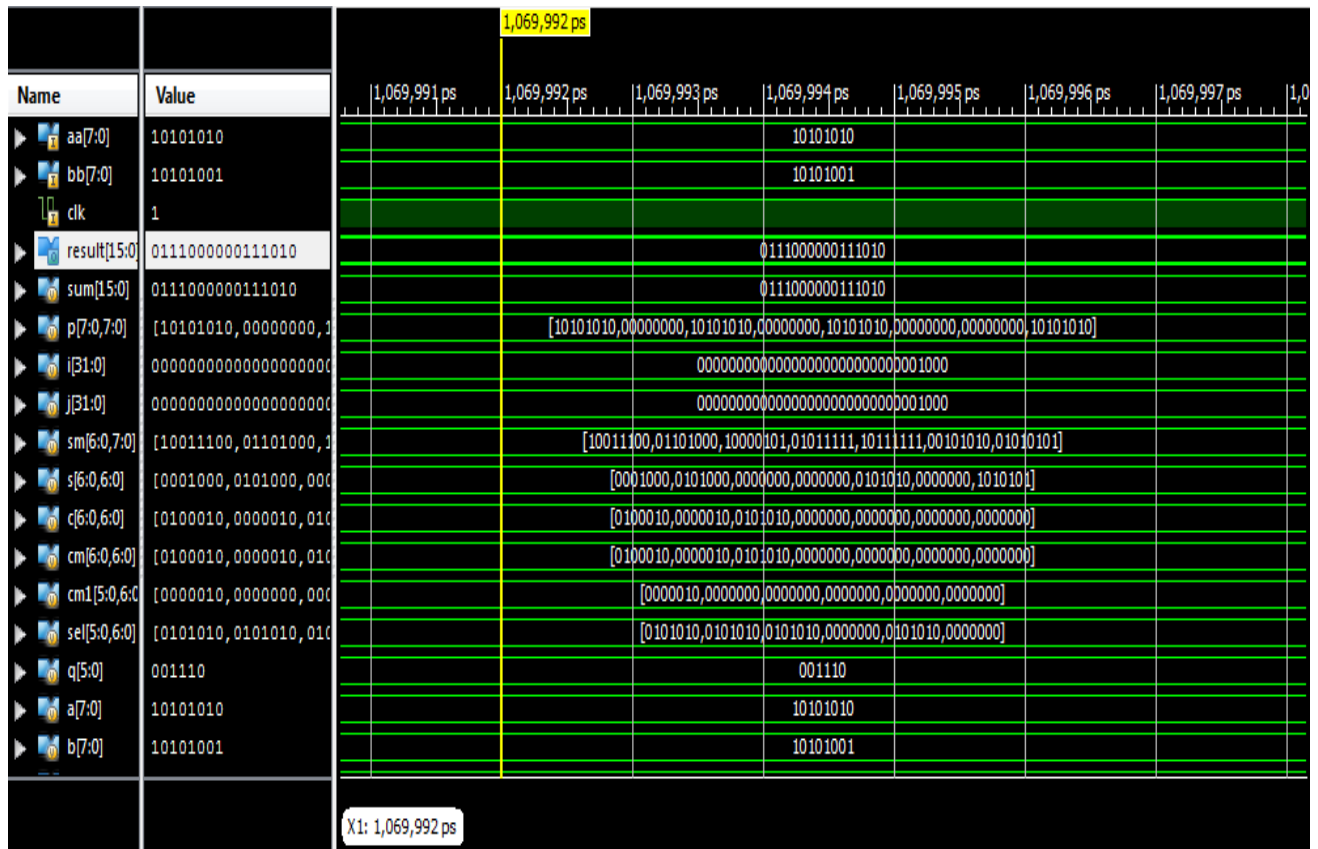 1,069,992 ps
Name Value |1,069,991 ps |1,069,992 ps |1,069,993 ps |1,069,994 ps |1,069,995 ps |1,069,996 ps |1,069,997 ps |1,0
aa[7:0] 10101010 10101010
bb[7:0] 10101001 10101001
clk 1
result[15:0] 0111000000111010 0111000000111010
sum[15:0] 0111000000111010 0111000000111010
p[7:0,7:0] [10101010,00000000,1 [10101010,00000000,10101010,00000000,10101010,00000000,00000000,10101010]
i[31:0] 00000000000000000000 00000000000000000000000000001000
j[31:0] 00000000000000000000 00000000000000000000000000001000
sm[6:0,7:0] [10011100,01101000,1 [10011100,01101000,10000101,01011111,10111111,00101010,01010101]
s[6:0,6:0] [0001000,0101000,000 [0001000,0101000,0000000,0000000,0101010,0000000,1010101]
c[6:0,6:0] [0100010,0000010,010 [0100010,0000010,0101010,0000000,0000000,0000000,0000000]
cm[6:0,6:0] [0100010,0000010,010 [0100010,0000010,0101010,0000000,0000000,0000000,0000000]
cm1[5:0,6:0 [0000010,0000000,000 [0000010,0000000,0000000,0000000,0000000,0000000]
sel[5:0,6:0] [0101010,0101010,010 [0101010,0101010,0101010,0000000,0101010,0000000]
q[5:0] 001110 001110
a[7:0] 10101010 10101010
b[7:0] 10101001 10101001
X1: 1,069,992 ps